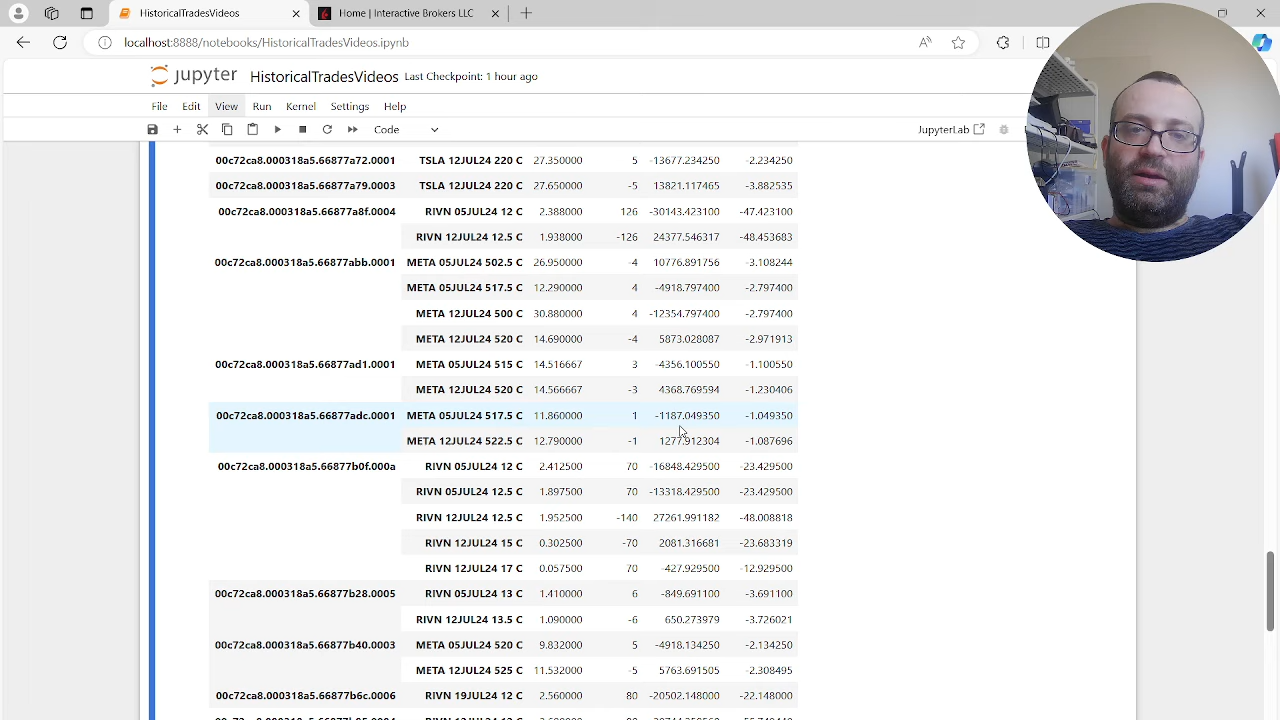 HistoricalTradesVideos
Home | Interactive Brokers LLC
localhost:8888/notebooks/HistoricalTradesVideos.ipynb
jupyter HistoricalTradesVideos Last Checkpoint: 1 hour ago
File Edit View Run Kernel Settings Help
Code JupyterLab
00c72ca8.000318a5.66877a72.0001 TSLA 12JUL24 220 C 27.350000 5 -13677.234250 -2.234250
00c72ca8.000318a5.66877a79.0003 TSLA 12JUL24 220 C 27.650000 -5 13821.117465 -3.882535
00c72ca8.000318a5.66877a8f.0004 RIVN 05JUL24 12 C 2.388000 126 -30143.423100 -47.423100
RIVN 12JUL24 12.5 C 1.938000 -126 24377.546317 -48.453683
00c72ca8.000318a5.66877abb.0001 META 05JUL24 502.5 C 26.950000 -4 10776.891756 -3.108244
META 05JUL24 517.5 C 12.290000 4 -4918.797400 -2.797400
META 12JUL24 500 C 30.880000 4 -12354.797400 -2.797400
META 12JUL24 520 C 14.690000 -4 5873.028087 -2.971913
00c72ca8.000318a5.66877ad1.0001 META 05JUL24 515 C 14.516667 3 -4356.100550 -1.100550
META 12JUL24 520 C 14.566667 -3 4368.769594 -1.230406
00c72ca8.000318a5.66877adc.0001 META 05JUL24 517.5 C 11.860000 1 -1187.049350 -1.049350
META 12JUL24 522.5 C 12.790000 -1 1277.912304 -1.087696
00c72ca8.000318a5.66877b0f.000a RIVN 05JUL24 12 C 2.412500 70 -16848.429500 -23.429500
RIVN 05JUL24 12.5 C 1.897500 70 -13318.429500 -23.429500
RIVN 12JUL24 12.5 C 1.952500 -140 27261.991182 -48.008818
RIVN 12JUL24 15 C 0.302500 -70 2081.316681 -23.683319
RIVN 12JUL24 17 C 0.057500 70 -427.929500 -12.929500
00c72ca8.000318a5.66877b28.0005 RIVN 05JUL24 13 C 1.410000 6 -849.691100 -3.691100
RIVN 12JUL24 13.5 C 1.090000 -6 650.273979 -3.726021
00c72ca8.000318a5.66877b40.0003 META 05JUL24 520 C 9.832000 5 -4918.134250 -2.134250
META 12JUL24 525 C 11.532000 -5 5763.691505 -2.308495
00c72ca8.000318a5.66877b6c.0006 RIVN 19JUL24 12 C 2.560000 80 -20502.148000 -22.148000